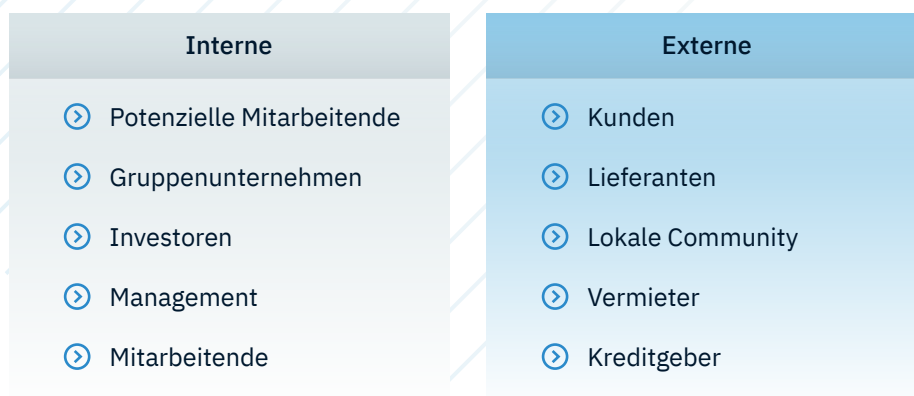 Interne
Potenzielle Mitarbeitende
Gruppenunternehmen
Investoren
Management
Mitarbeitende
Externe
Kunden
Lieferanten
Lokale Community
Vermieter
Kreditgeber